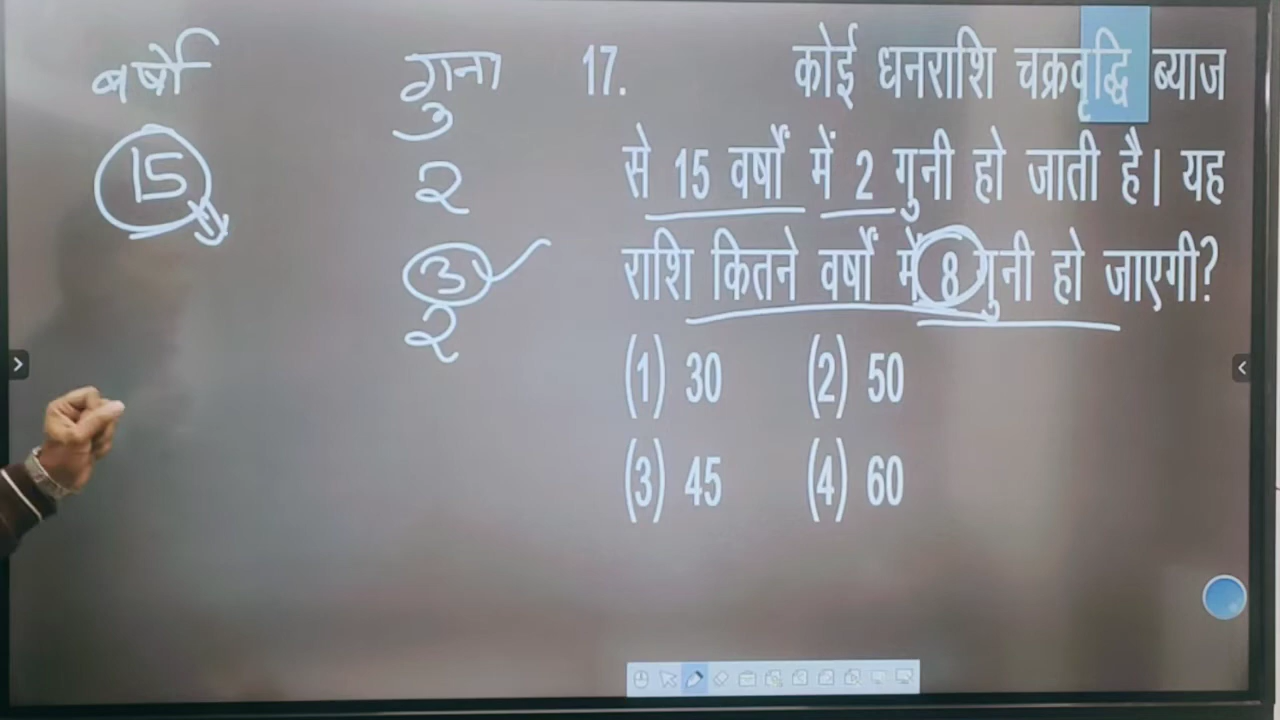 वर्षों
गुना
15
2
3
2
17. कोई धनराशि चक्रवृद्धि ब्याज
से 15 वर्षों में 2 गुनी हो जाती है। यह
राशि कितने वर्षों में 8 गुनी हो जाएगी?
(1) 30 (2) 50
(3) 45 (4) 60